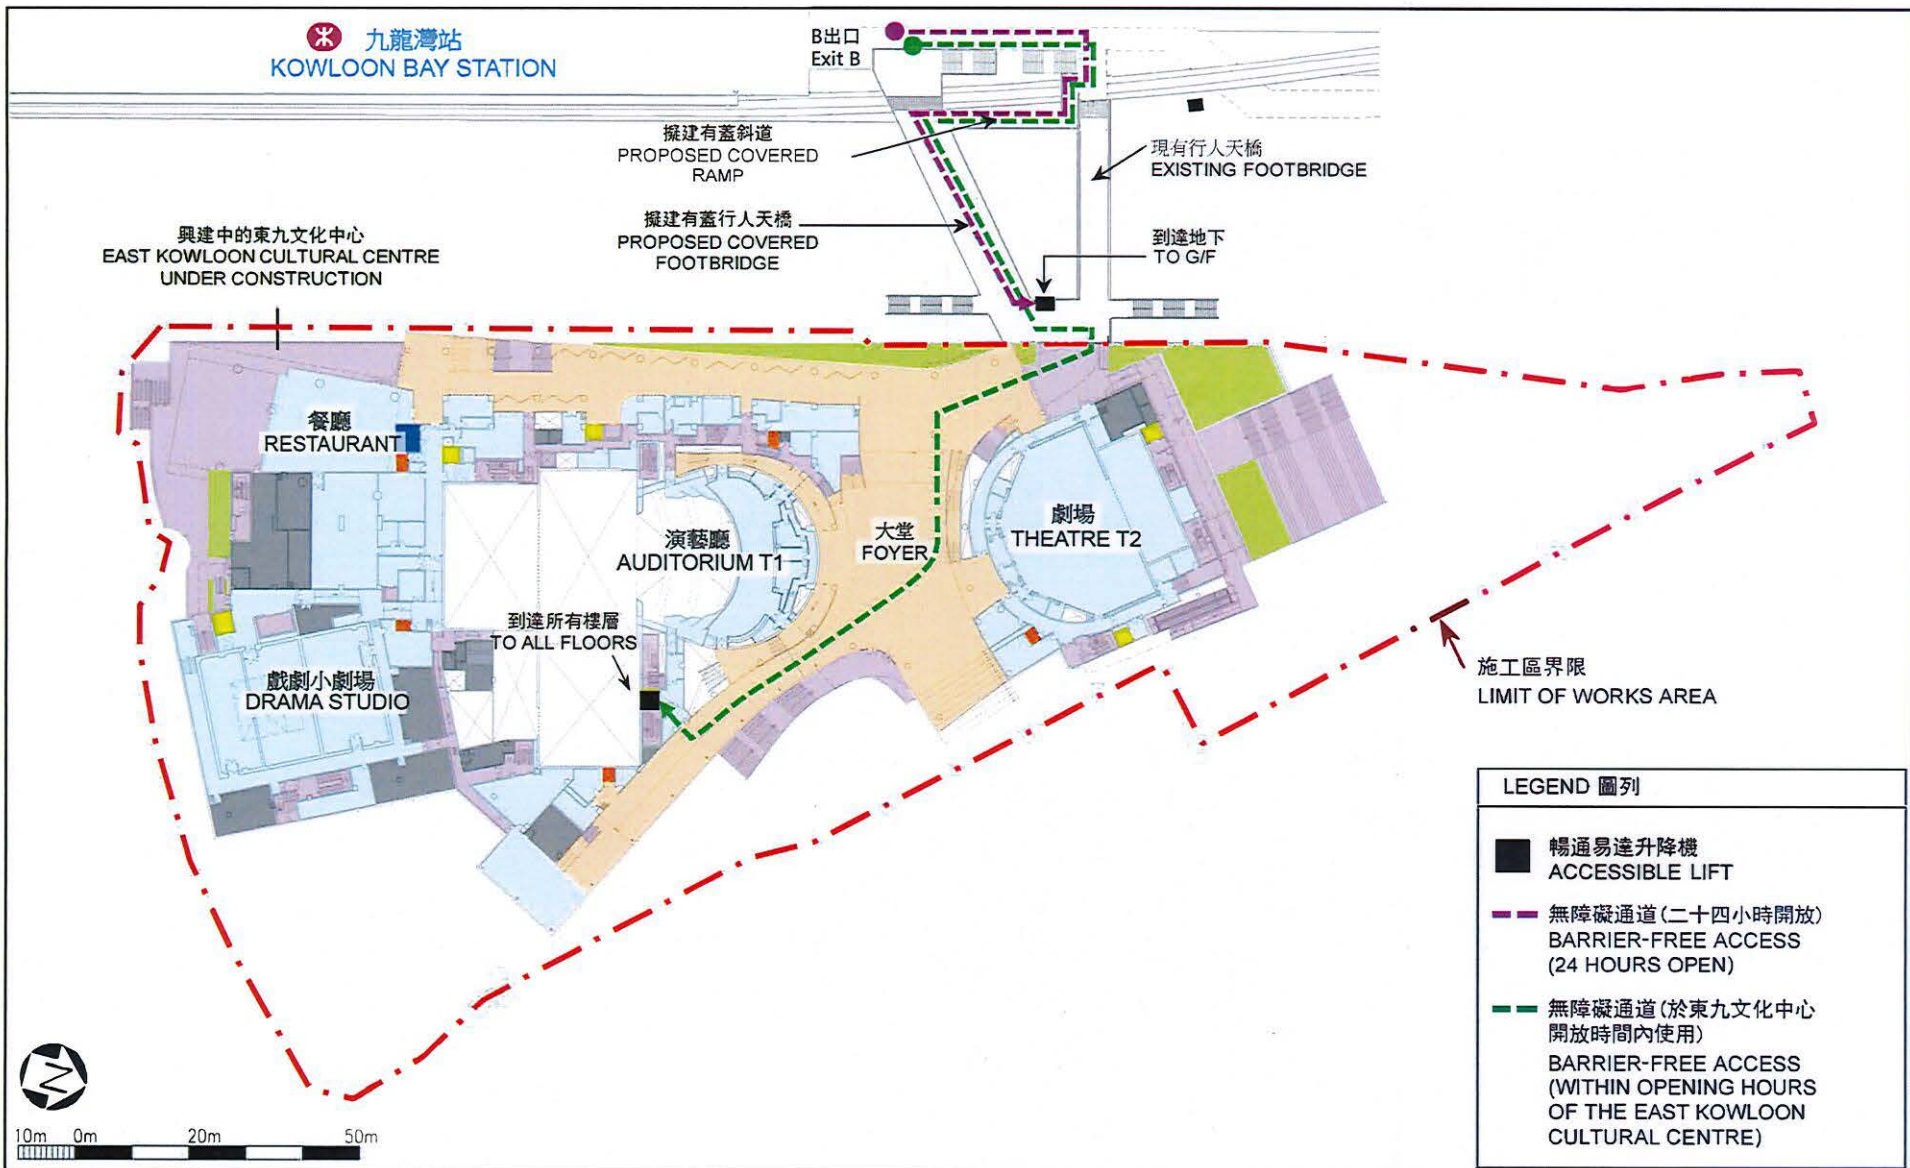 九龍灣站
KOWLOON BAY STATION
B出口
Exit B
擬建有蓋斜道
PROPOSED COVERED
RAMP
現有行人天橋
EXISTING FOOTBRIDGE
擬建有蓋行人天橋
PROPOSED COVERED
FOOTBRIDGE
到達地下
TO G/F
興建中的東九文化中心
EAST KOWLOON CULTURAL CENTRE
UNDER CONSTRUCTION
餐廳
RESTAURANT
演藝廳
AUDITORIUM T1
大堂
FOYER
劇場
THEATRE T2
到達所有樓層
TO ALL FLOORS
戲劇小劇場
DRAMA STUDIO
施工區界限
LIMIT OF WORKS AREA
LEGEND 圖列
暢通易達升降機
ACCESSIBLE LIFT
無障礙通道(二十四小時開放)
BARRIER-FREE ACCESS
(24 HOURS OPEN)
無障礙通道(於東九文化中心
開放時間內使用)
BARRIER-FREE ACCESS
(WITHIN OPENING HOURS
OF THE EAST KOWLOON
CULTURAL CENTRE)
Z
10m 0m 20m 50m